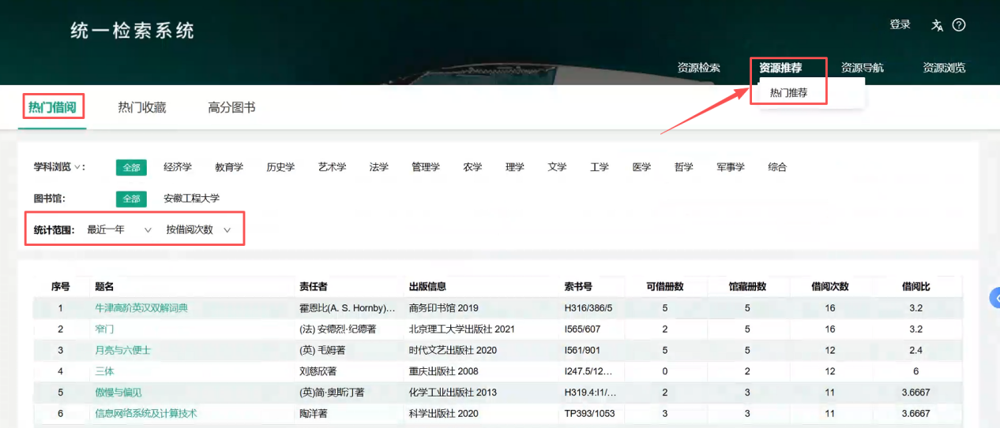 统一检索系统
登录
资源检索 资源推荐 资源导航 资源浏览
热门推荐
热门借阅 热门收藏 高分图书
学科浏览: 全部 经济学 教育学 历史学 艺术学 法学 管理学 农学 理学 文学 工学 医学 哲学 军事学 综合
图书馆: 全部 安徽工程大学
统计范围: 最近一年 按借阅次数
序号 题名 责任者 出版信息 索书号 可借册数 馆藏册数 借阅次数 借阅比
1 牛津高阶英汉双解词典 霍恩比(A. S. Hornby)... 商务印书馆 2019 H316/386/5 5 5 16 3.2
2 窄门 (法) 安德烈·纪德著 北京理工大学出版社 2021 I565/607 2 5 16 3.2
3 月亮与六便士 (英) 毛姆著 时代文艺出版社 2020 I561/901 5 5 12 2.4
4 三体 刘慈欣著 重庆出版社 2008 I247.5/12... 0 2 12 6
5 傲慢与偏见 (英)简·奥斯汀著 化学工业出版社 2013 H319.4:I1/... 2 3 11 3.6667
6 信息网络系统及计算技术 陶洋著 科学出版社 2020 TP393/1053 3 3 11 3.6667